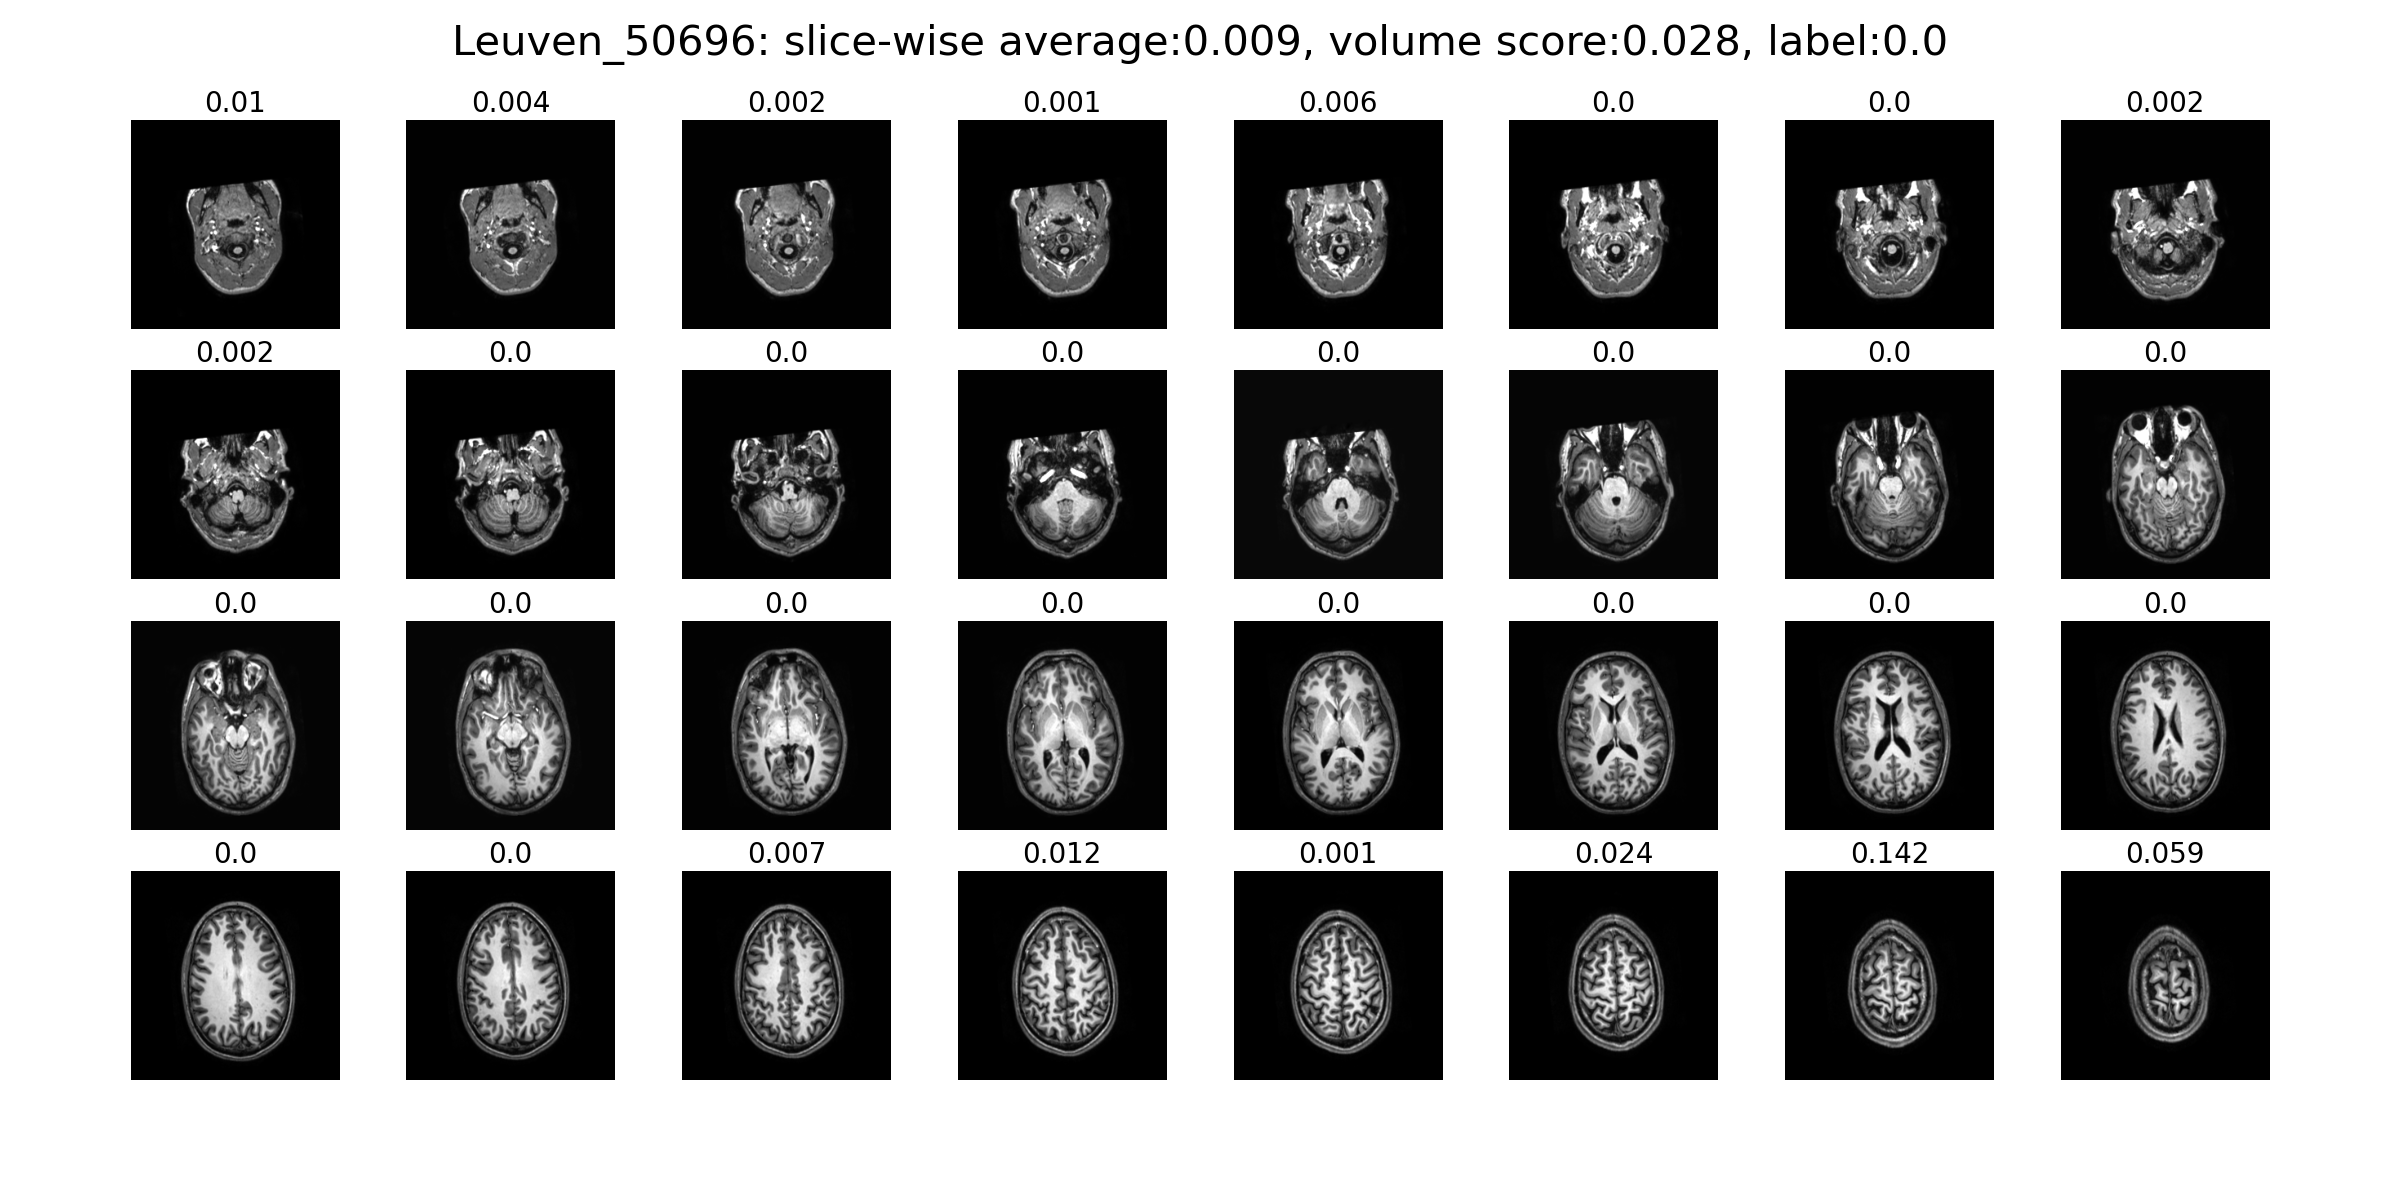 Leuven_50696: slice-wise average:0.009, volume score:0.028, label:0.0
0.01 0.004 0.002 0.001 0.006 0.0 0.0 0.002
0.002 0.0 0.0 0.0 0.0 0.0 0.0 0.0
0.0 0.0 0.0 0.0 0.0 0.0 0.0 0.0
0.0 0.0 0.007 0.012 0.001 0.024 0.142 0.059